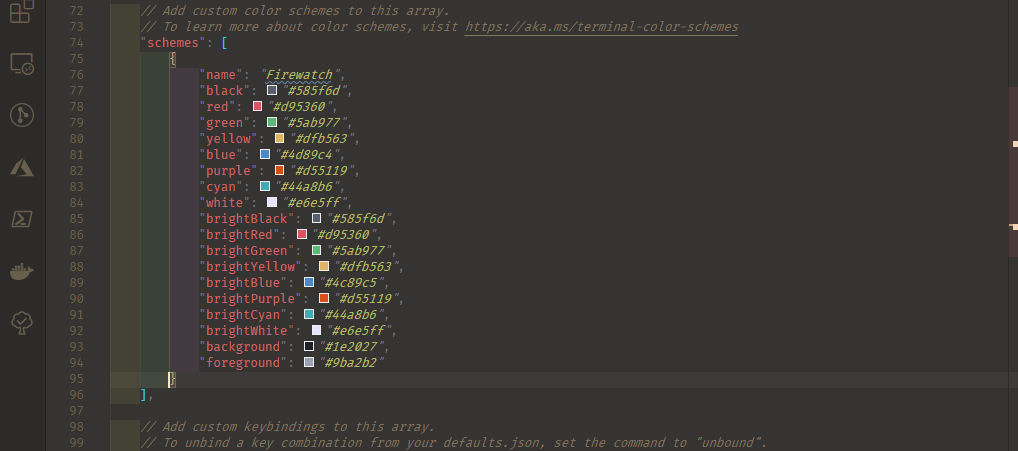 72 // Add custom color schemes to this array.
73 // To learn more about color schemes, visit https://aka.ms/terminal-color-schemes
74 "schemes": [
75 {
76 "name": "Firewatch",
77 "black": "#585f6d",
78 "red": "#d95360",
79 "green": "#5ab977",
80 "yellow": "#dfb563",
81 "blue": "#4d89c4",
82 "purple": "#d55119",
83 "cyan": "#44a8b6",
84 "white": "#e6e5ff",
85 "brightBlack": "#585f6d",
86 "brightRed": "#d95360",
87 "brightGreen": "#5ab977",
88 "brightYellow": "#dfb563",
89 "brightBlue": "#4c89c5",
90 "brightPurple": "#d55119",
91 "brightCyan": "#44a8b6",
92 "brightWhite": "#e6e5ff",
93 "background": "#1e2027",
94 "foreground": "#9ba2b2"
95 }
96 ],
97
98 // Add custom keybindings to this array.
99 // To unbind a key combination from your defaults.json, set the command to "unbound".